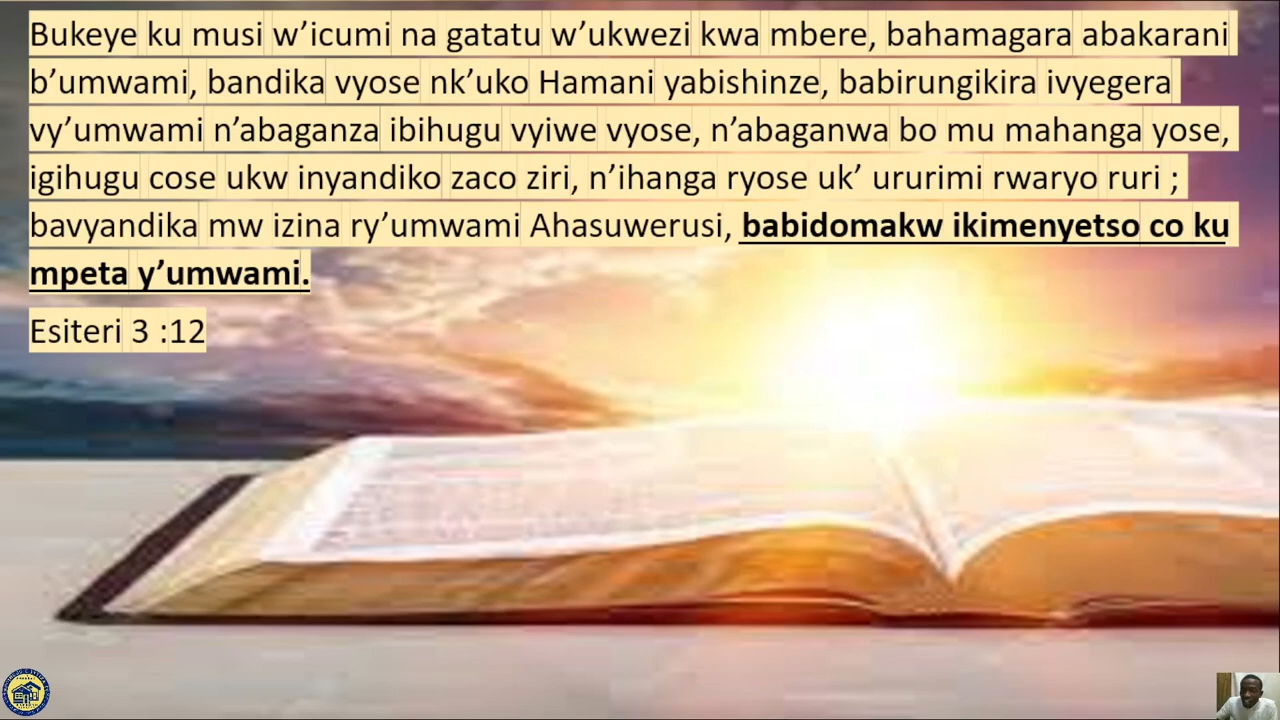 Bukeye ku musi w’icumi na gatatu w’ukwezi kwa mbere, bahamagara abakarani
b’umwami, bandika vyose nk’uko Hamani yabishinze, babirungikira ivyegera
vy’umwami n’abaganza ibihugu vyiwe vyose, n’abaganwa bo mu mahanga yose,
igihugu cose ukw inyandiko zaco ziri, n’ihanga ryose uk’ ururimi rwaryo ruri ;
bavyandika mw izina ry’umwami Ahasuwerusi, babidomakw ikimenyetso co ku
mpeta y’umwami.
Esiteri 3 :12